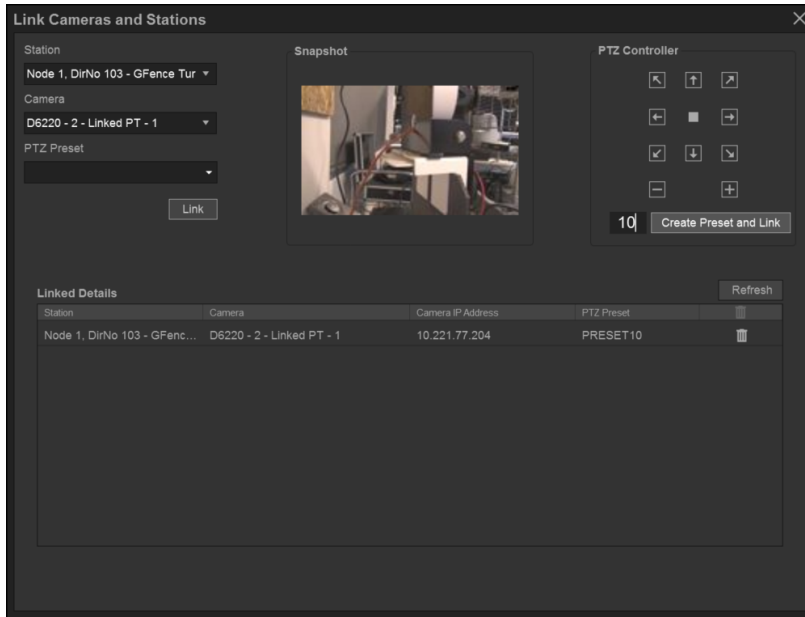 Link Cameras and Stations
Station
Node 1, DirNo 103 - GFence Tur
Camera
D6220 - 2 - Linked PT - 1
PTZ Preset
Link
Snapshot
PTZ Controller
10
Create Preset and Link
Linked Details
Refresh
Station Camera Camera IP Address PTZ Preset
Node 1, DirNo 103 - GFenc... D6220 - 2 - Linked PT - 1 10.221.77.204 PRESET10